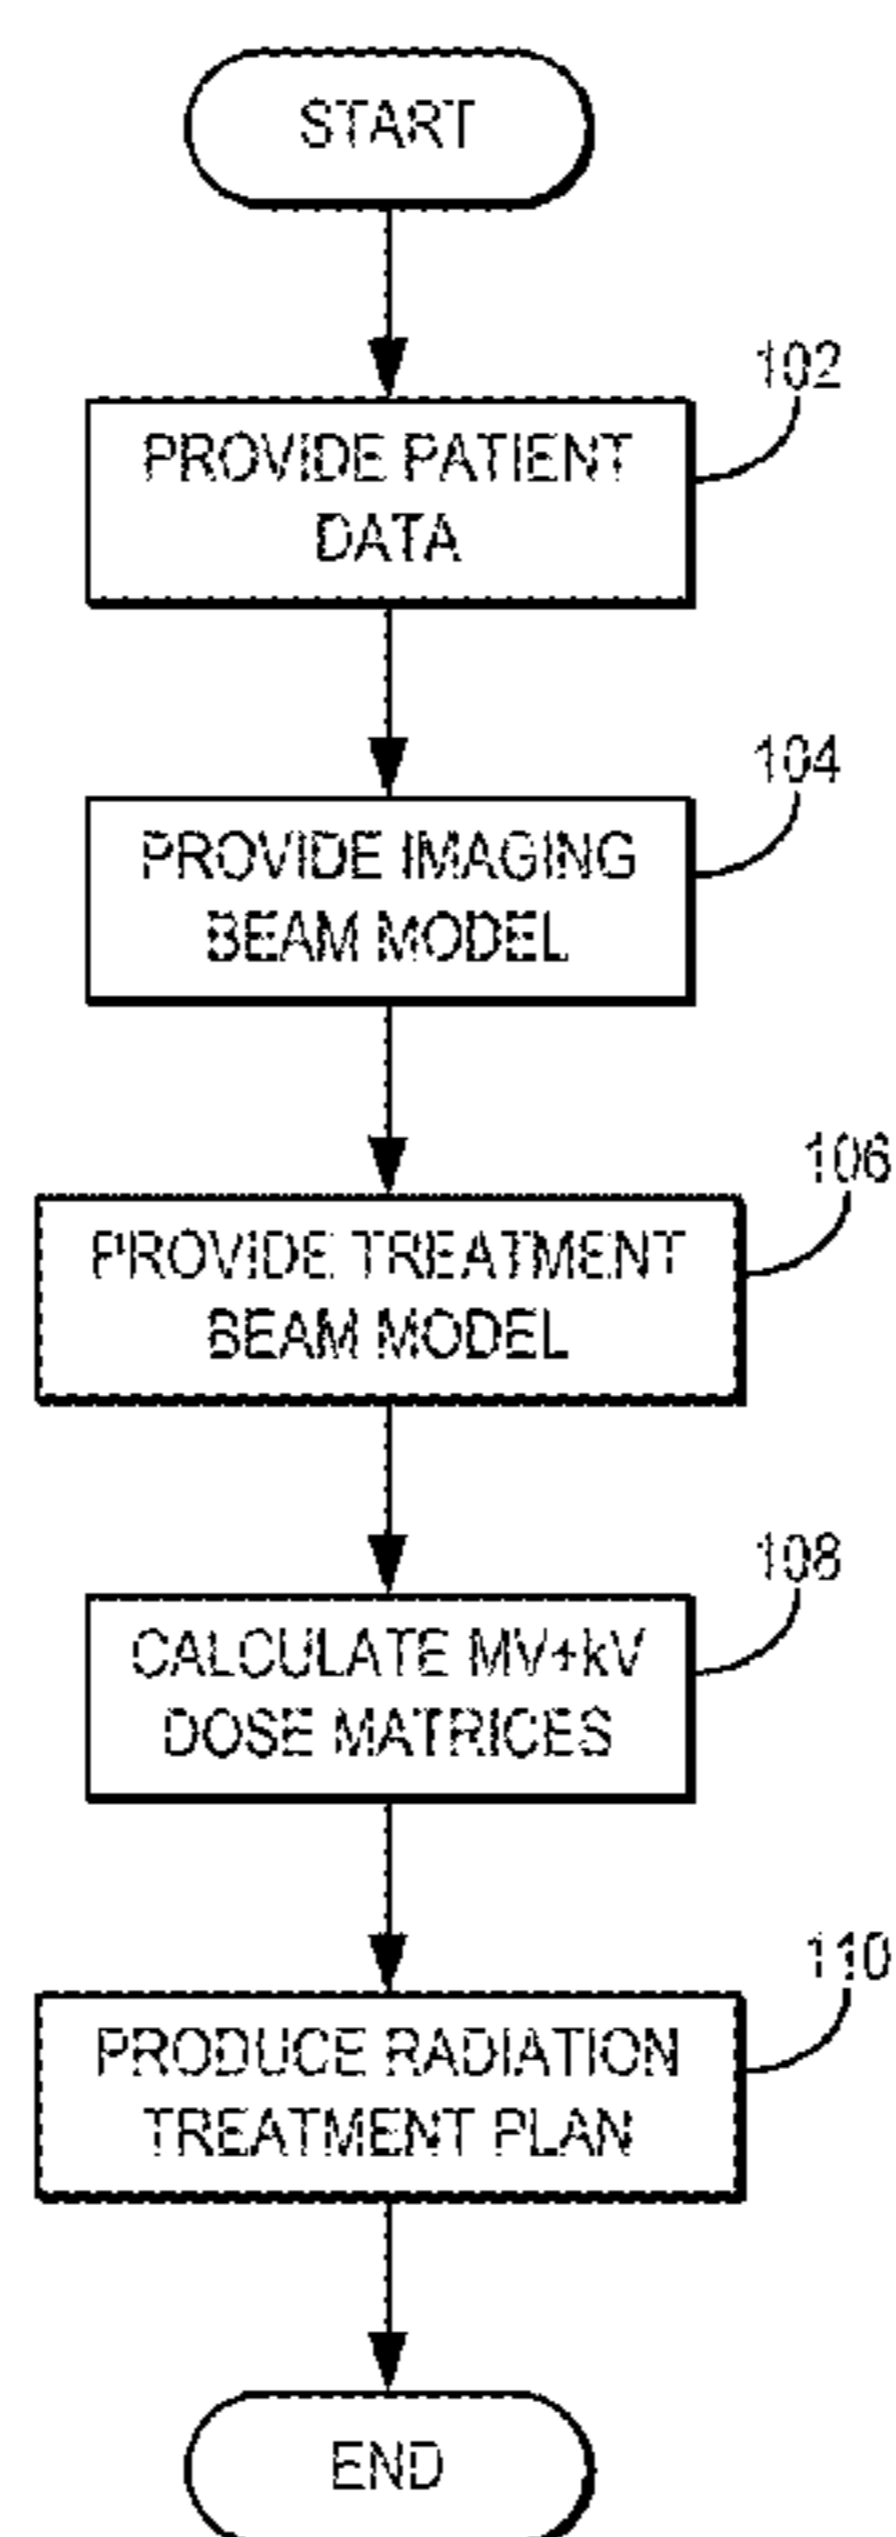 START
102
PROVIDE PATIENT
DATA
104
PROVIDE IMAGING
BEAM MODEL
106
PROVIDE TREATMENT
BEAM MODEL
108
CALCULATE MV+kV
DOSE MATRICES
110
PRODUCE RADIATION
TREATMENT PLAN
END